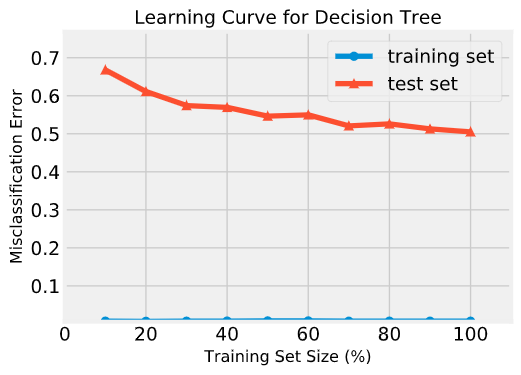 Learning Curve for Decision Tree
training set
test set
Misclassification Error
0.7
0.6
0.5
0.4
0.3
0.2
0.1
0 20 40 60 80 100
Training Set Size (%)